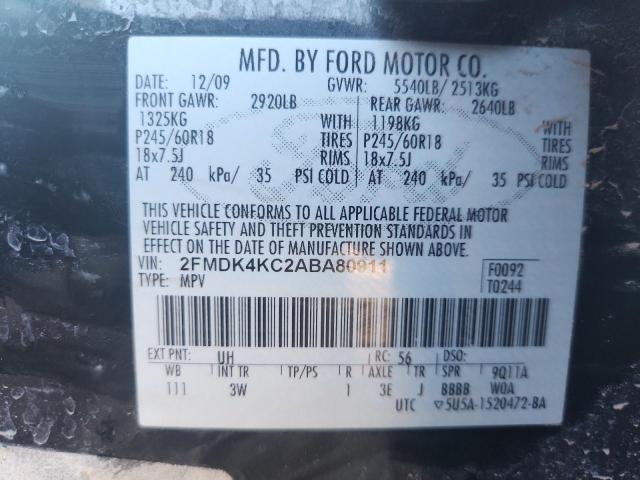 MFD. BY FORD MOTOR CO.
DATE: 12/09 GVWR: 5540LB/ 2513KG
FRONT GAWR: 2920LB REAR GAWR: 2640LB
1325KG WITH 1198KG WITH
P245/60R18 TIRES P245/60R18 TIRES
18x7.5J RIMS 18x7.5J RIMS
AT 240 kPa/ 35 PSI COLD AT 240 kPa/ 35 PSI COLD
THIS VEHICLE CONFORMS TO ALL APPLICABLE FEDERAL MOTOR
VEHICLE SAFETY AND THEFT PREVENTION STANDARDS IN
EFFECT ON THE DATE OF MANUFACTURE SHOWN ABOVE.
VIN: 2FMDK4KC2ABA80911 F0092
TYPE: MPV T0244
EXT PNT: UH RC: 56 DSO:
WB INT TR TP/PS R AXLE TR SPR 9Q11A
111 3W 1 3E J BBBB WOA
UTC ▽5U5A-1520472-BA